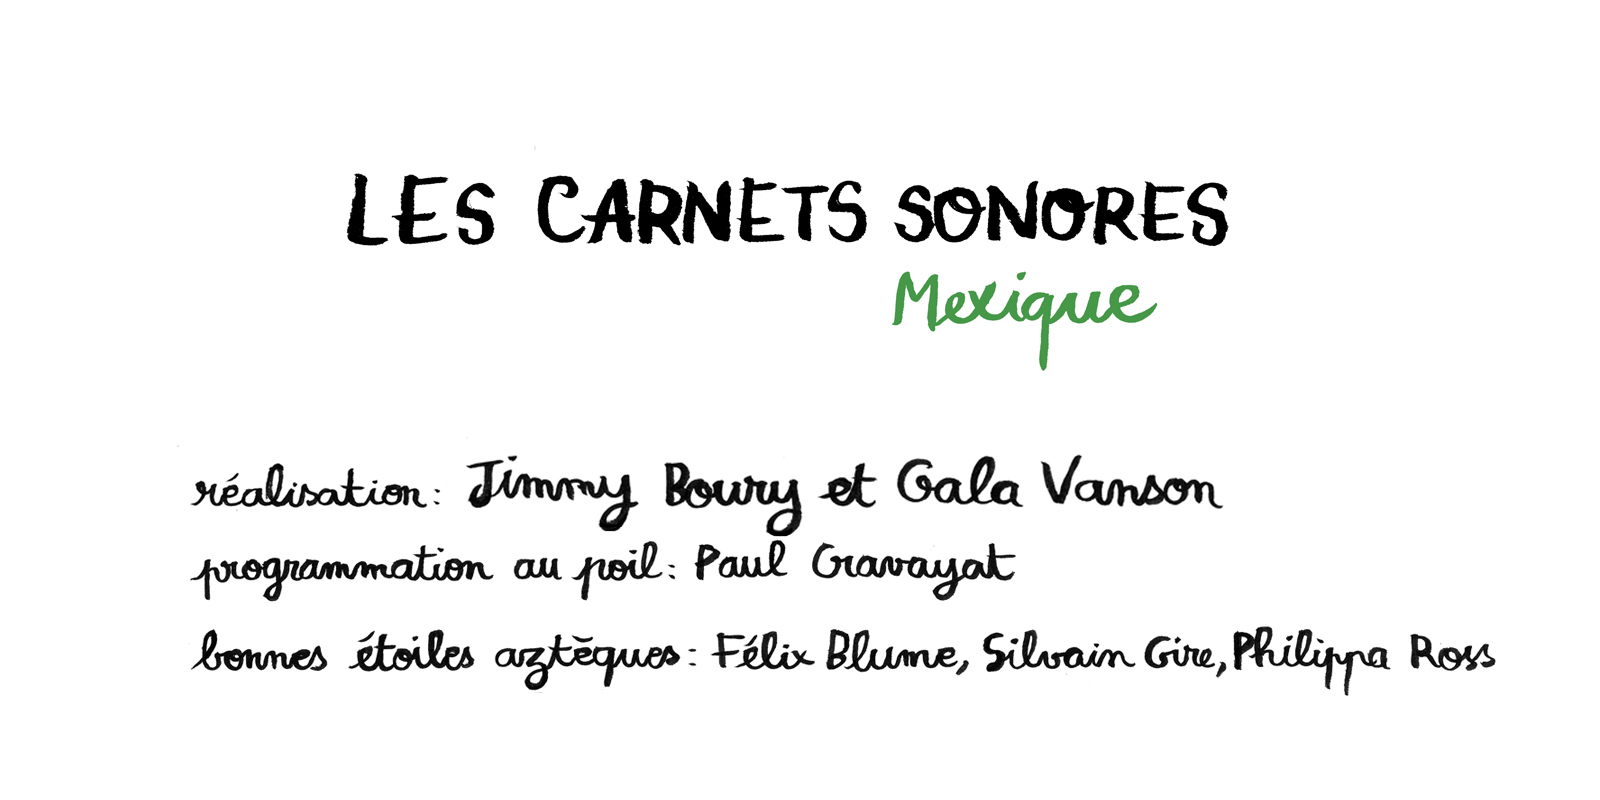 LES CARNETS SONORES
Mexique
réalisation: Jimmy Boury et Gala Vanson
programmation au poil: Paul Gravayat
bonnes étoiles aztèques: Félix Blume, Silvain Gire, Philippa Ross